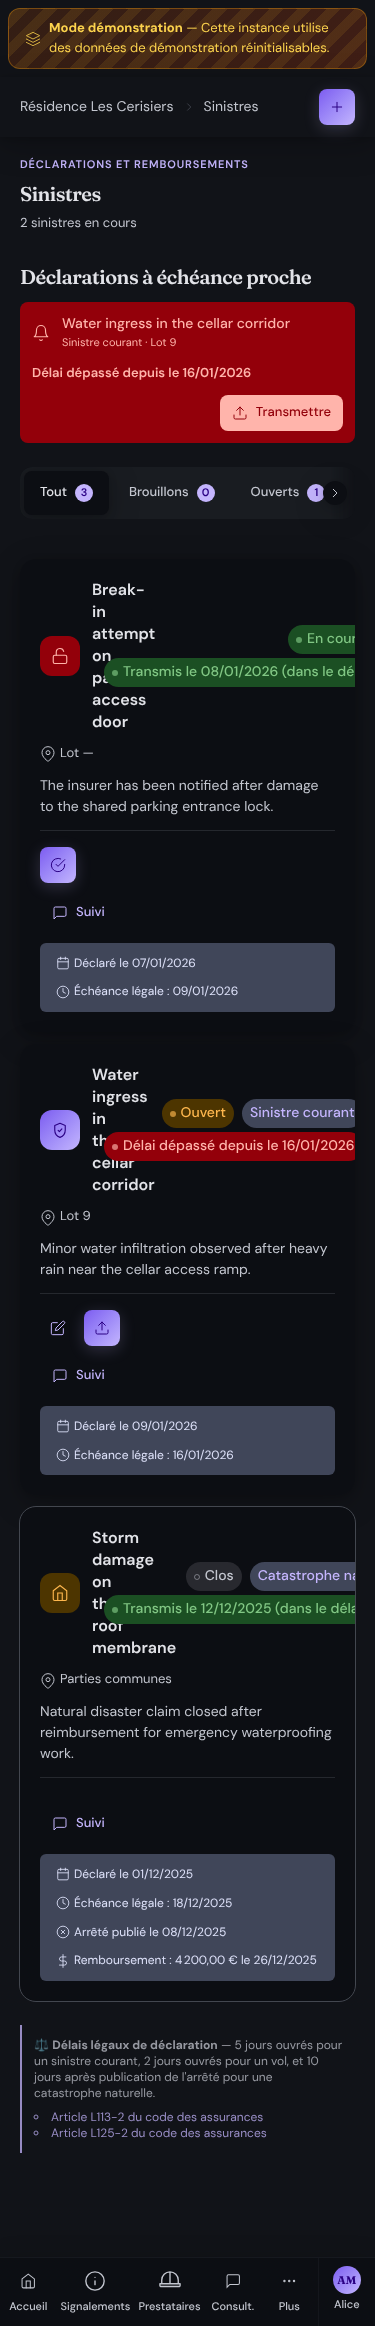 Mode démonstration — Cette instance utilise
des données de démonstration réinitialisables.
Résidence Les Cerisiers > Sinistres
DÉCLARATIONS ET REMBOURSEMENTS
Sinistres
2 sinistres en cours
Déclarations à échéance proche
Water ingress in the cellar corridor
Sinistre courant · Lot 9
Délai dépassé depuis le 16/01/2026
Transmettre
Tout 3 Brouillons 0 Ouverts 1
Break-
in
attempt
on
access
door
En cour
Transmis le 08/01/2026 (dans le dé
Lot —
The insurer has been notified after damage
to the shared parking entrance lock.
Suivi
Déclaré le 07/01/2026
Échéance légale : 09/01/2026
Water
ingress
in
cellar
corridor
Ouvert Sinistre courant
Délai dépassé depuis le 16/01/2026
Lot 9
Minor water infiltration observed after heavy
rain near the cellar access ramp.
Suivi
Déclaré le 09/01/2026
Échéance légale : 16/01/2026
Storm
damage
on
roof
membrane
Clos Catastrophe na
Transmis le 12/12/2025 (dans le déla
Parties communes
Natural disaster claim closed after
reimbursement for emergency waterproofing
work.
Suivi
Déclaré le 01/12/2025
Échéance légale : 18/12/2025
Arrêté publié le 08/12/2025
Remboursement : 4 200,00 € le 26/12/2025
Délais légaux de déclaration — 5 jours ouvrés pour
un sinistre courant, 2 jours ouvrés pour un vol, et 10
jours après publication de l'arrêté pour une
catastrophe naturelle.
Article L113-2 du code des assurances
Article L125-2 du code des assurances
AM
Accueil Signalements Prestataires Consult. Plus Alice